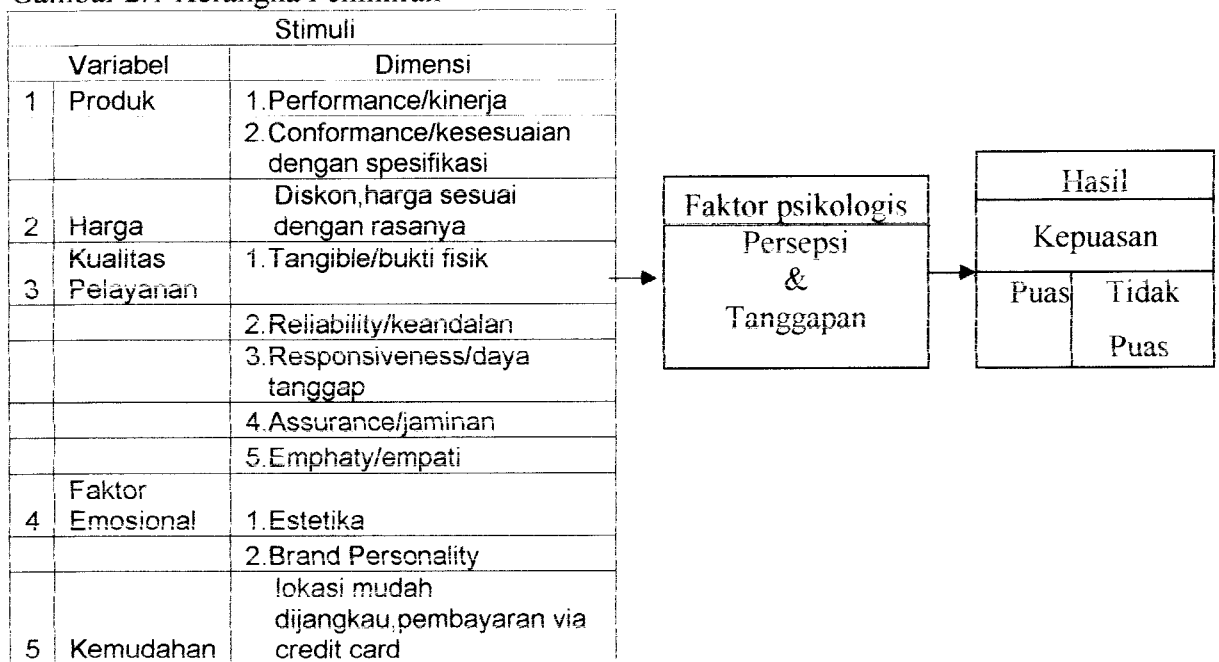 Stimuli
Variabel Dimensi
1 Produk 1.Performance/kinerja
2.Conformance/kesesuaian
dengan spesifikasi
Diskon,harga sesuai
2 Harga dengan rasanya
Kualitas 1.Tangible/bukti fisik
3 Pelayanan
2.Reliability/keandalan
3.Responsiveness/daya
tanggap
4.Assurance/jaminan
5.Emphaty/empati
Faktor
4 Emosional 1.Estetika
2.Brand Personality
lokasi mudah
dijangkau,pembayaran via
5 Kemudahan credit card
Faktor psikologis
Persepsi
&
Tanggapan
Hasil
Kepuasan
Puas Tidak
Puas